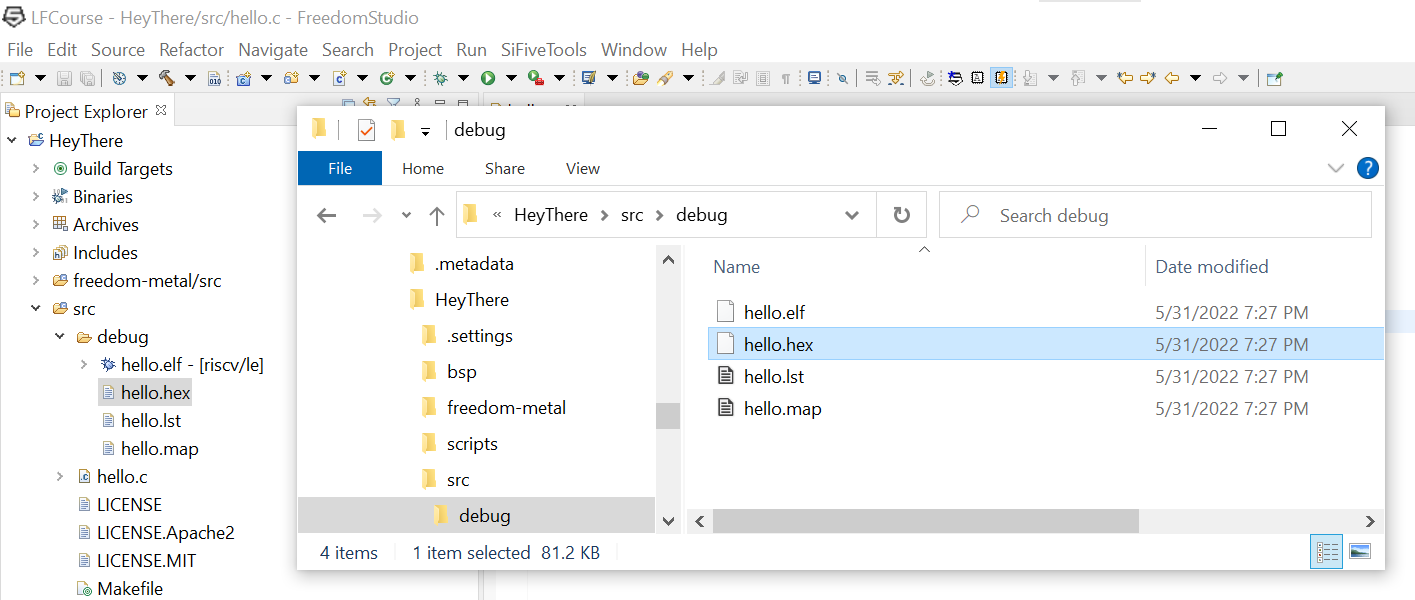 LFCourse - HeyThere/src/hello.c - FreedomStudio
File Edit Source Refactor Navigate Search Project Run SiFiveTools Window Help
Project Explorer
HeyThere
Build Targets
Binaries
Archives
Includes
freedom-metal/src
src
debug
hello.elf - [riscv/le]
hello.hex
hello.lst
hello.map
hello.c
LICENSE
LICENSE.Apache2
LICENSE.MIT
Makefile
debug
File Home Share View
« HeyThere > src > debug
Search debug
.metadata
HeyThere
.settings
bsp
freedom-metal
scripts
src
debug
Name Date modified
hello.elf 5/31/2022 7:27 PM
hello.hex 5/31/2022 7:27 PM
hello.lst 5/31/2022 7:27 PM
hello.map 5/31/2022 7:27 PM
4 items 1 item selected 81.2 KB